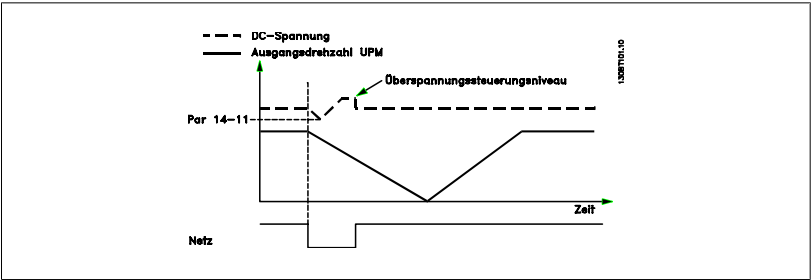 DC-Spannung
Ausgangsdrehzahl UPM
Überspannungssteuerungsniveau
130BT101.10
Par 14-11
Zeit
Netz